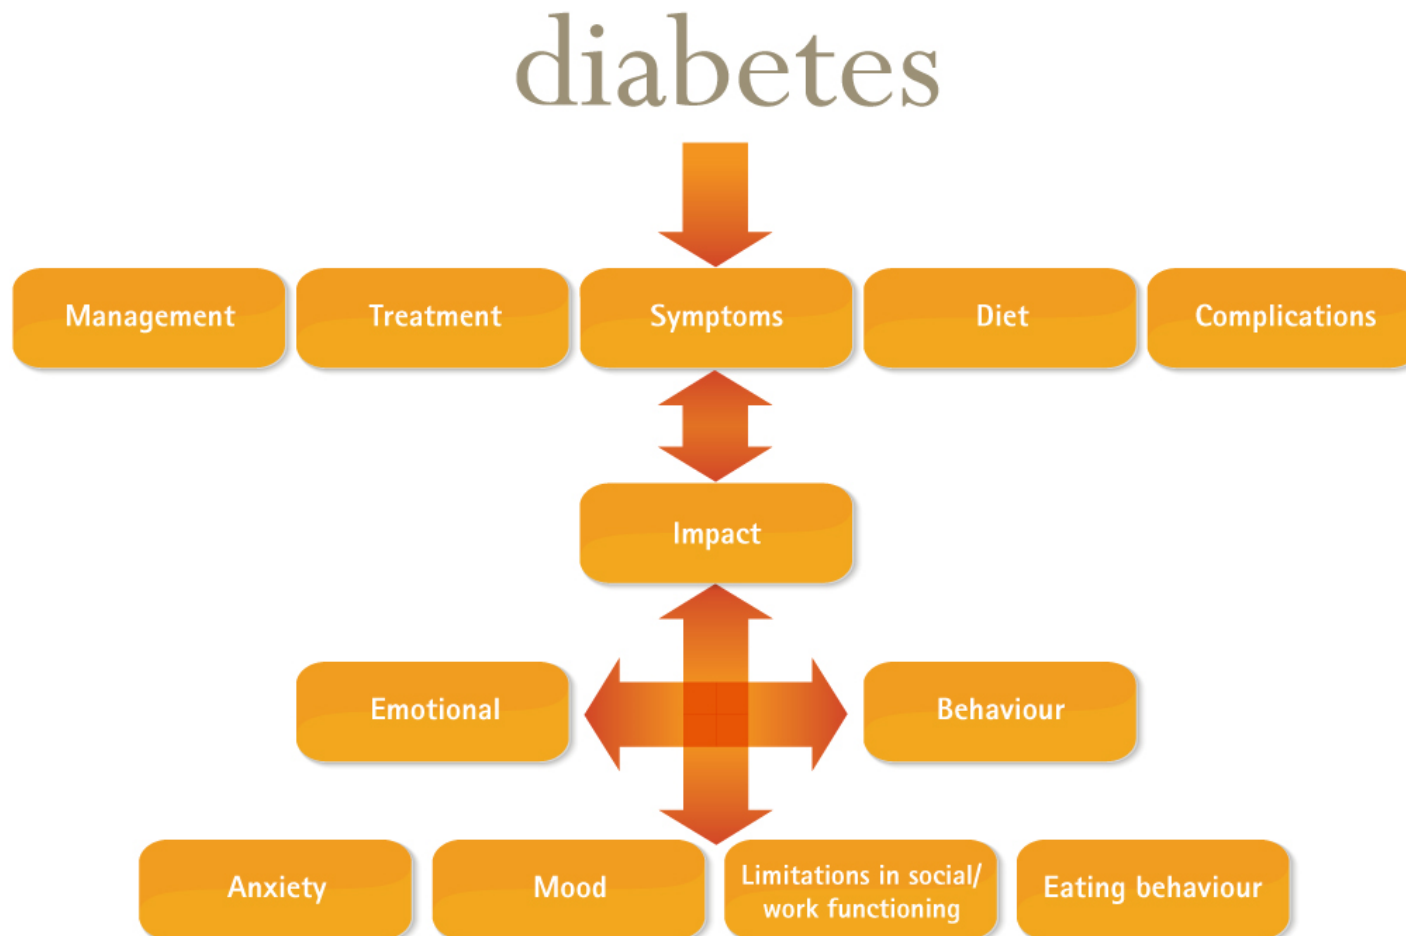 diabetes
Management
Treatment
Symptoms
Diet
Complications
Impact
Emotional
Behaviour
Anxiety
Mood
Limitations in social/
work functioning
Eating behaviour